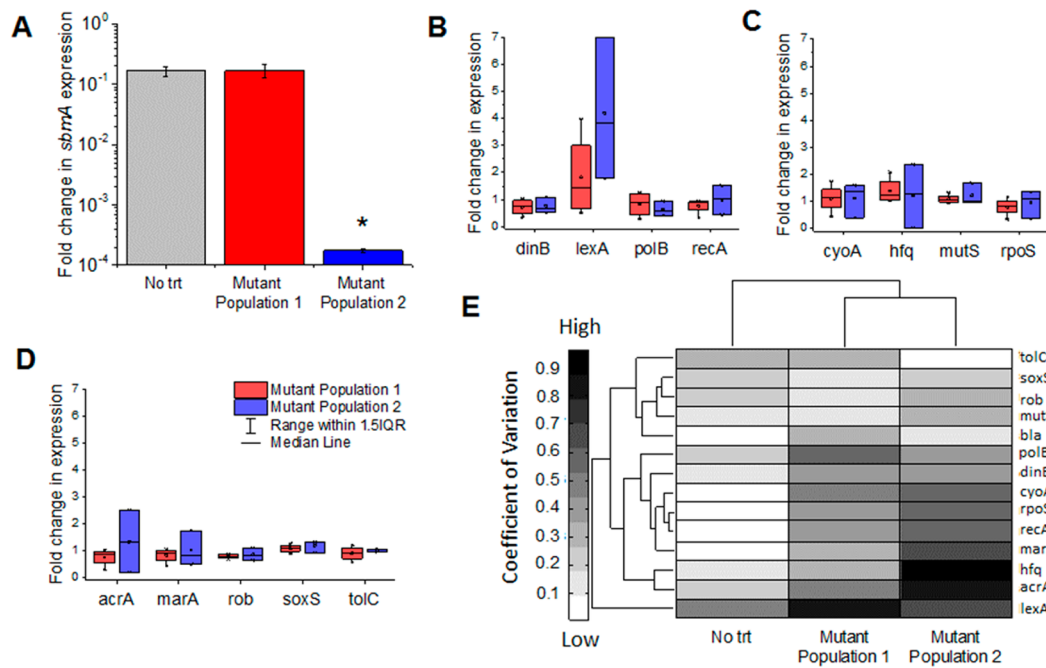 A
Fold change in sbmA expression
10^0
10^-1
10^-2
10^-3
10^-4
*
No trt
Mutant
Population 1
Mutant
Population 2
B
Fold change in expression
7
6
5
4
3
2
1
0
dinB lexA polB recA
C
Fold change in expression
7
6
5
4
3
2
1
0
cyoA hfq mutS rpoS
D
Fold change in expression
7
6
5
4
3
2
1
0
Mutant Population 1
Mutant Population 2
Range within 1.5IQR
Median Line
acrA marA rob soxS tolC
E
High
Coefficient of Variation
0.9
0.8
0.7
0.6
0.5
0.4
0.3
0.2
0.1
Low
tolC
soxS
rob
mut
bla
polB
dinB
cyoA
rpoS
recA
mar
hfq
acrA
lexA
No trt
Mutant
Population 1
Mutant
Population 2